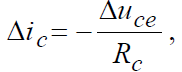 Δi_c = − Δu_ce / R_c ,